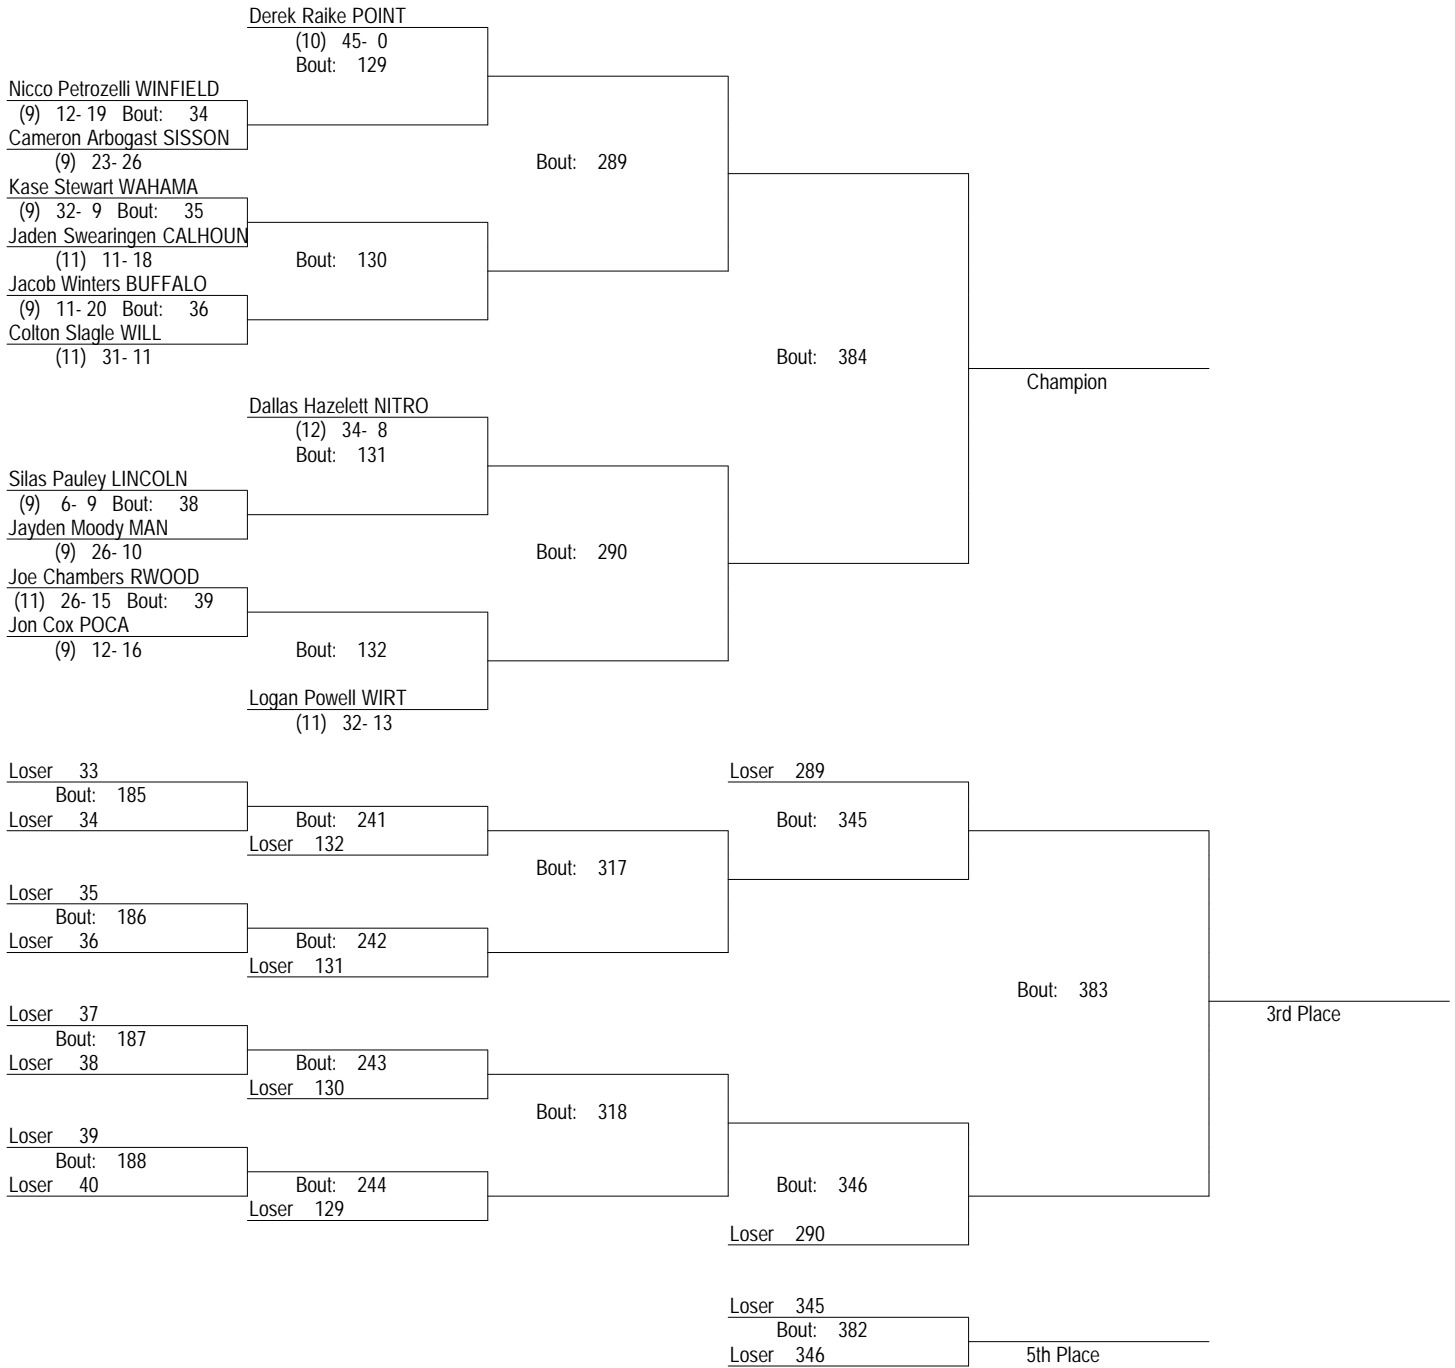 Derek Raike POINT
(10) 45- 0
Bout: 129
Nicco Petrozelli WINFIELD
(9) 12- 19 Bout: 34
Cameron Arbogast SISSON
(9) 23- 26
Bout: 289
Kase Stewart WAHAMA
(9) 32- 9 Bout: 35
Jaden Swearingen CALHOUN
(11) 11- 18
Bout: 130
Jacob Winters BUFFALO
(9) 11- 20 Bout: 36
Colton Slagle WILL
(11) 31- 11
Bout: 384
Champion
Dallas Hazelett NITRO
(12) 34- 8
Bout: 131
Silas Pauley LINCOLN
(9) 6- 9 Bout: 38
Jayden Moody MAN
(9) 26- 10
Bout: 290
Joe Chambers RWOOD
(11) 26- 15 Bout: 39
Jon Cox POCA
(9) 12- 16
Bout: 132
Logan Powell WIRT
(11) 32- 13
Loser 33
Bout: 185
Loser 34
Bout: 241
Loser 132
Loser 289
Bout: 345
Bout: 317
Loser 35
Bout: 186
Loser 36
Bout: 242
Loser 131
Bout: 383
3rd Place
Loser 37
Bout: 187
Loser 38
Bout: 243
Loser 130
Bout: 318
Loser 39
Bout: 188
Loser 40
Bout: 244
Loser 129
Bout: 346
Loser 290
Loser 345
Bout: 382
Loser 346
5th Place